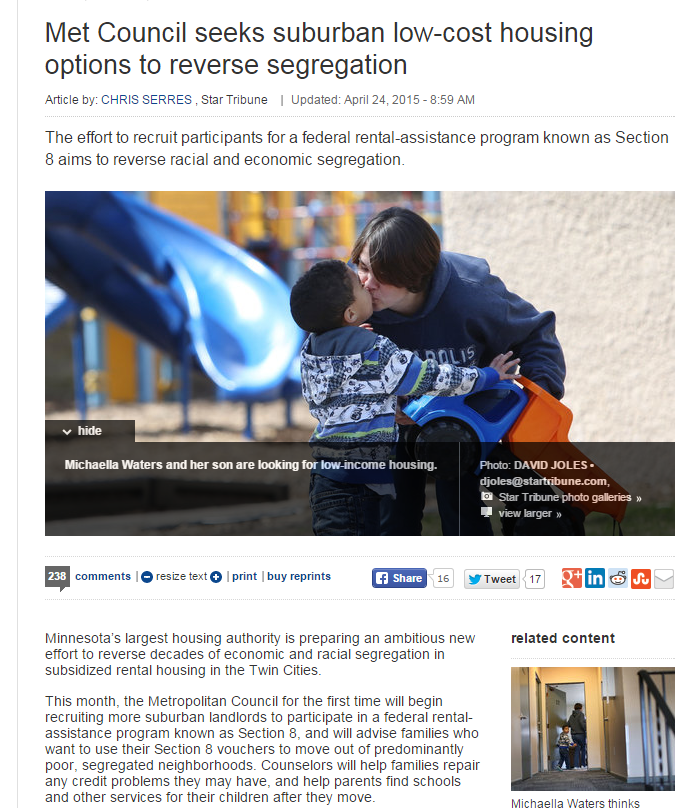 Met Council seeks suburban low-cost housing
options to reverse segregation
Article by: CHRIS SERRES , Star Tribune | Updated: April 24, 2015 - 8:59 AM
The effort to recruit participants for a federal rental-assistance program known as Section
8 aims to reverse racial and economic segregation.
POLIS
hide
Michaella Waters and her son are looking for low-income housing.
Photo: DAVID JOLES •
djoles@startribune.com,
Star Tribune photo galleries »
view larger »
238 comments | resize text | print | buy reprints
Share 16 Tweet 17
Minnesota's largest housing authority is preparing an ambitious new
effort to reverse decades of economic and racial segregation in
subsidized rental housing in the Twin Cities.
This month, the Metropolitan Council for the first time will begin
recruiting more suburban landlords to participate in a federal rental-
assistance program known as Section 8, and will advise families who
want to use their Section 8 vouchers to move out of predominantly
poor, segregated neighborhoods. Counselors will help families repair
any credit problems they may have, and help parents find schools
and other services for their children after they move.
related content
Michaella Waters thinks